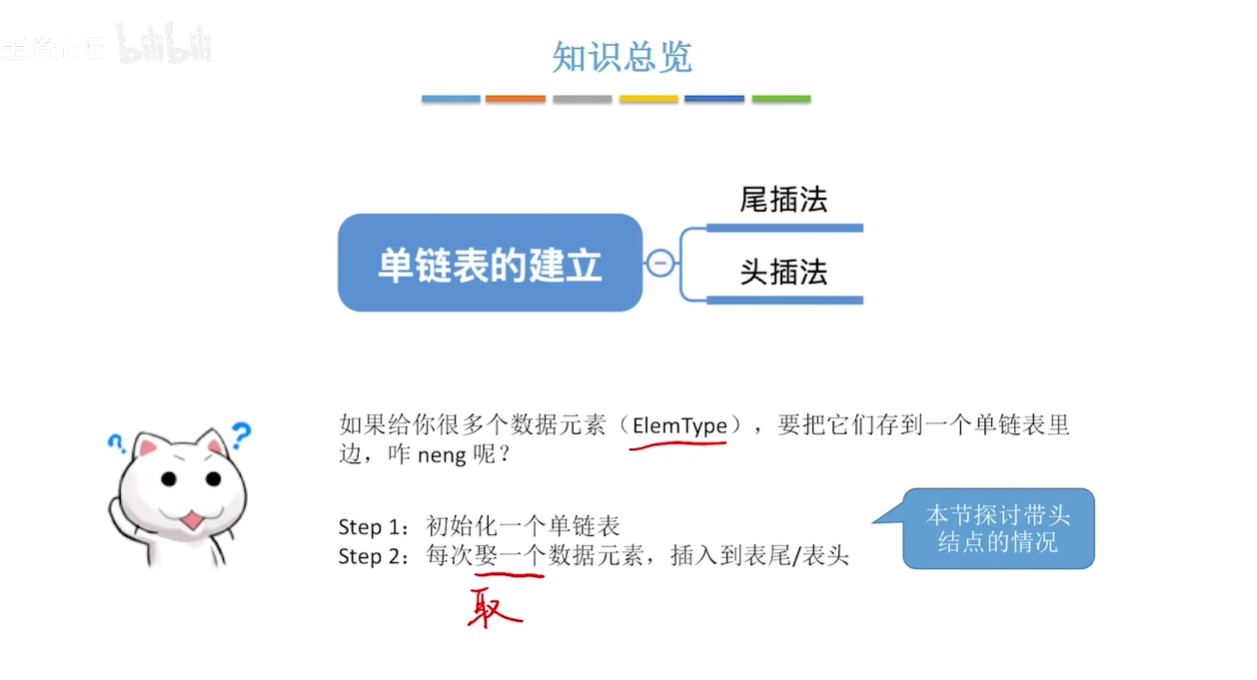 bilibili
知识总览
单链表的建立
尾插法
头插法
如果给你很多个数据元素（ElemType），要把它们存到一个单链表里
边，咋 neng 呢？
Step 1：初始化一个单链表
Step 2：每次娶一个数据元素，插入到表尾/表头
取
本节探讨带头
结点的情况
? ?